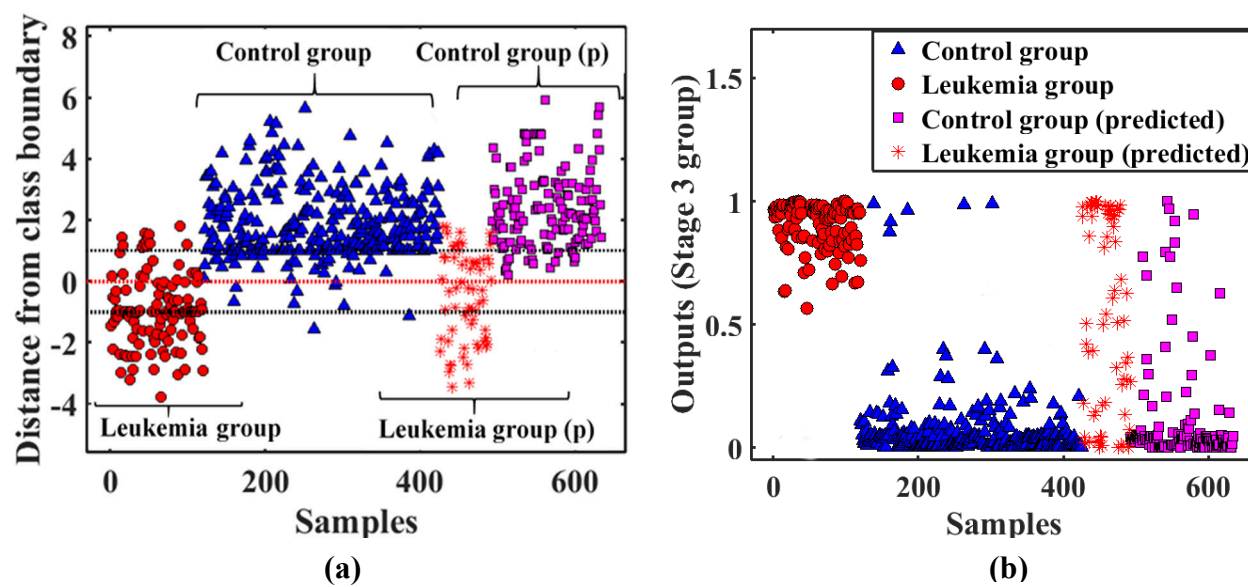 Distance from class boundary
8
6
4
2
0
-2
-4
Control group
Control group (p)
Leukemia group
Leukemia group (p)
0
200
400
600
Samples
(a)
Outputs (Stage 3 group)
1.5
1
0.5
0
Control group
Leukemia group
Control group (predicted)
Leukemia group (predicted)
0
200
400
600
Samples
(b)